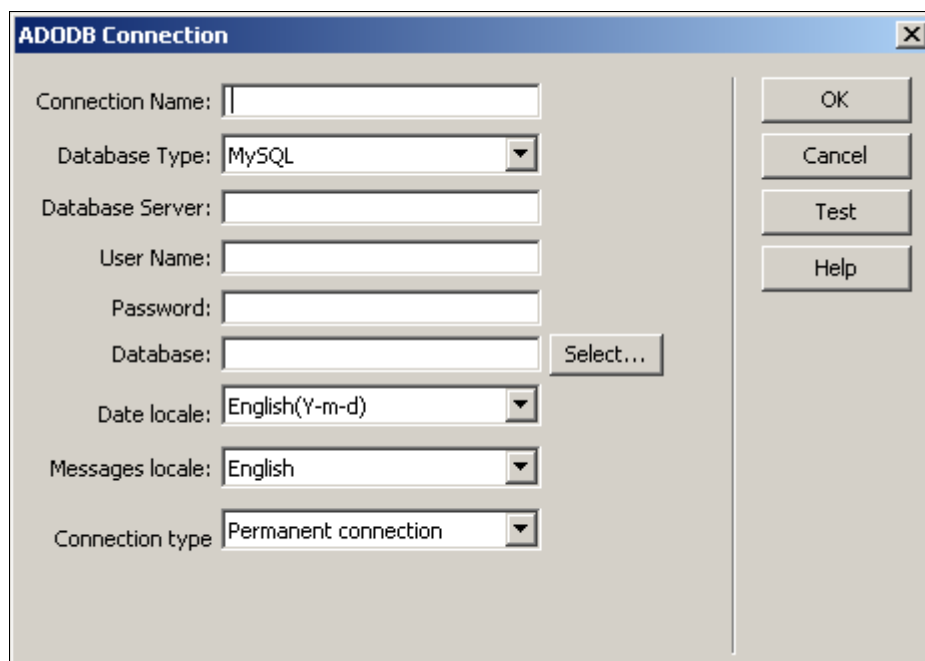 ADODB Connection
Connection Name:
OK
Database Type: MySQL
Cancel
Database Server:
Test
User Name:
Help
Password:
Database:
Select...
Date locale: English(Y-m-d)
Messages locale: English
Connection type Permanent connection